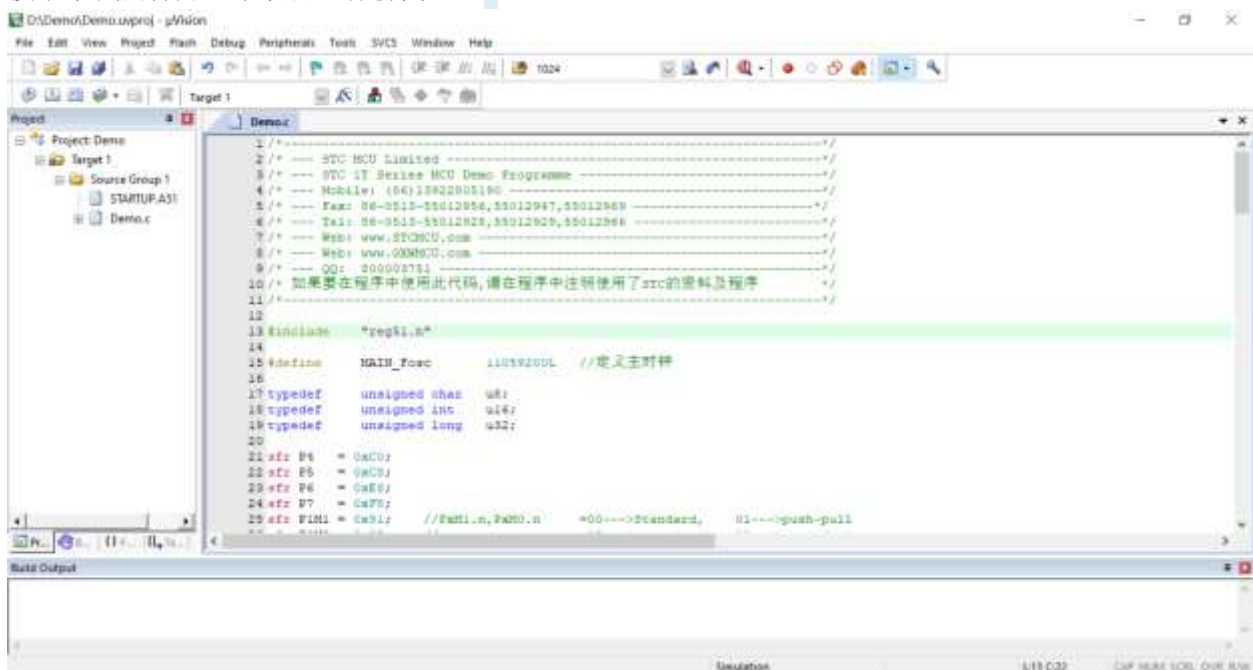 D:\Demo\Demo.uvproj - µVision
File Edit View Project Flash Debug Peripherals Tools SVCS Window Help
1024
Target 1
Project
Demo.c
Project: Demo
Target 1
Source Group 1
STARTUP.A51
Demo.c
1 /*---------------------------------------------------------------------*/
2 /* --- STC MCU Limited ------------------------------------------------*/
3 /* --- STC 1T Series MCU Demo Programme -------------------------------*/
4 /* --- Mobile: (86)13922805190 ----------------------------------------*/
5 /* --- Fax: 86-0513-55012956,55012947,55012969 ------------------------*/
6 /* --- Tel: 86-0513-55012928,55012929,55012966 ------------------------*/
7 /* --- Web: www.STCMCU.com --------------------------------------------*/
8 /* --- Web: www.GXWMCU.com --------------------------------------------*/
9 /* --- QQ: 800003751 -------------------------------------------------*/
10 /* 如果要在程序中使用此代码,请在程序中注明使用了STC的资料及程序 */
11 /*---------------------------------------------------------------------*/
12
13 #include "reg51.h"
14
15 #define MAIN_Fosc 11059200L //定义主时钟
16
17 typedef unsigned char u8;
18 typedef unsigned int u16;
19 typedef unsigned long u32;
20
21 sfr P4 = 0xC0;
22 sfr P5 = 0xC8;
23 sfr P6 = 0xE8;
24 sfr P7 = 0xF8;
25 sfr P1M1 = 0x91; //PxM1.n,PxM0.n =00--->Standard, 01--->push-pull
Build Output
Simulation
L:13 C:22
CAP NUM SCRL OVR R/W